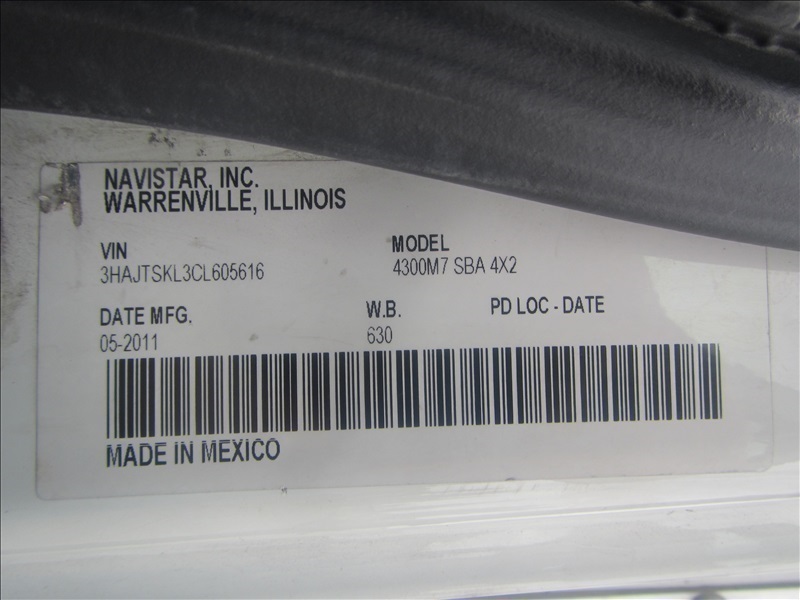 NAVISTAR, INC.
WARRENVILLE, ILLINOIS
VIN MODEL
3HAJTSKL3CL605616 4300M7 SBA 4X2
DATE MFG. W.B. PD LOC - DATE
05-2011 630
MADE IN MEXICO